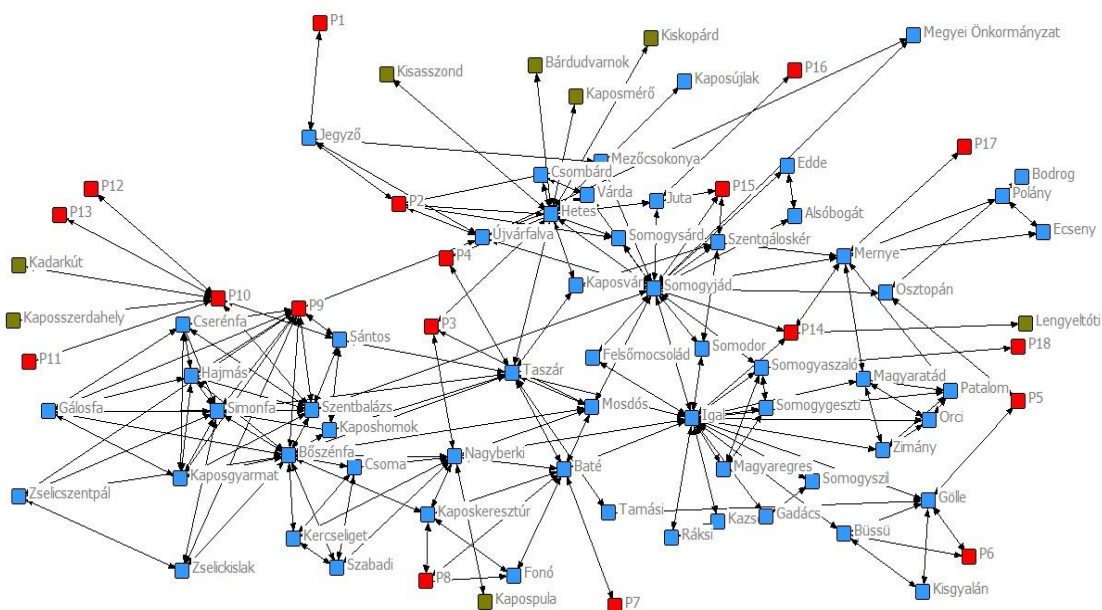 P1
Kiskopárd
Megyei Önkormányzat
Bárdudvarnok
Kisasszond
P16
Kaposújlak
Kaposmérő
Jegyző
P17
Mezőcsokonya
Edde
Csombárd
Bodrog
P12
P15
Várda
Polány
Juta
P2
Hetes
P13
Alsóbogát
Ecseny
Újvárfalva
Somogysárd
Szentgáloskér
P4
Mernye
Kadarkút
Kaposvár
Somogyjád
Osztopán
P10
P9
Kaposszerdahely
Cserénfa
P3
P14
Lengyeltóti
Sántos
Somodor
P18
P11
Felsőmocsolád
Somogyaszaló
Hajmás
Taszár
Magyaratád
Patalom
P5
Gálosfa
Simonfa
Szentbalázs
Mosdós
Igal
Somogygeszti
Orci
Kaposhomok
Zimány
Bőszénfa
Nagyberki
Csoma
Baté
Magyaregres
Kaposgyarmat
Somogyszil
Zselicszentpál
Gölle
Kaposkeresztúr
Tamási
Kazs
Gadács
Kercseliget
Ráksi
Büssü
P6
Zselickislak
Szabadi
P8
Fonó
Kisgyalán
Kapospula
P7